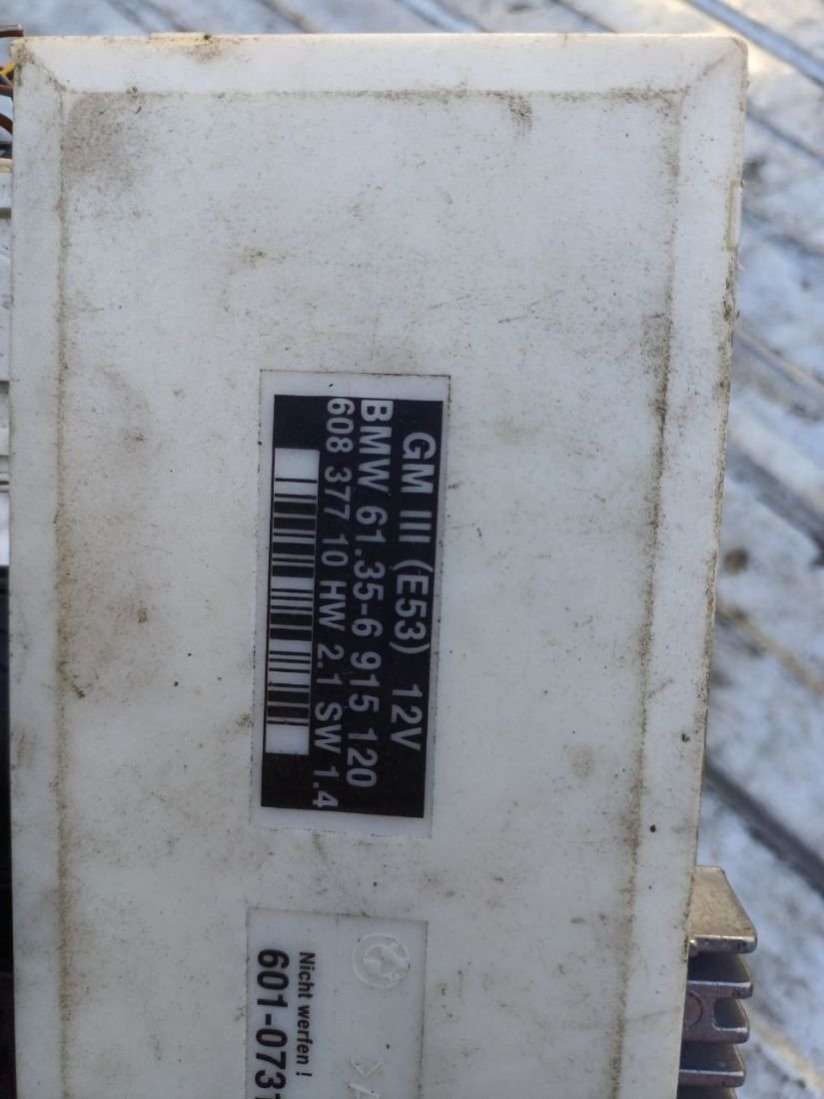 GM III (E53) 12V
BMW 61.35-6 915 120
608 377 10 HW 2.1 SW 1.4
Nicht werfen !